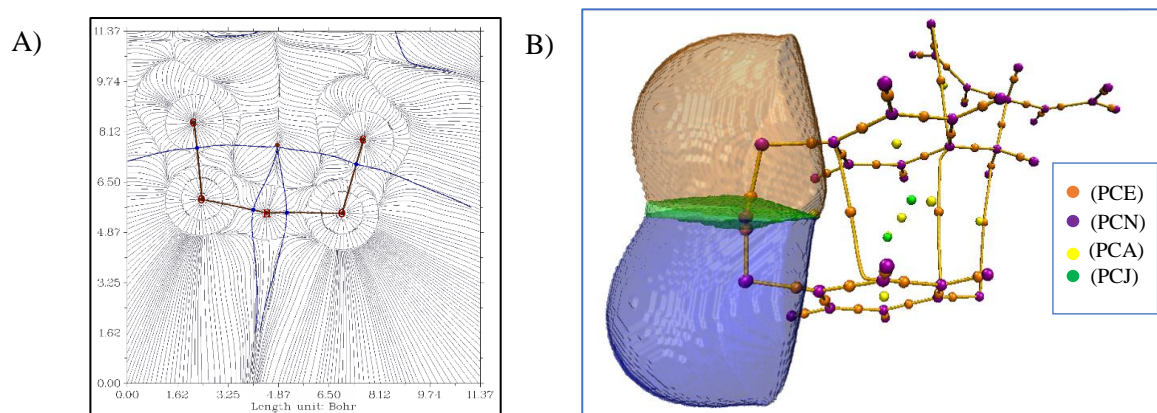 A)
11.37
9.74
8.12
6.50
4.87
3.25
1.62
0.00
0.00 1.62 3.25 4.87 6.50 8.12 9.74 11.37
Length unit: Bohr
B)
(PCE)
(PCN)
(PCA)
(PCJ)